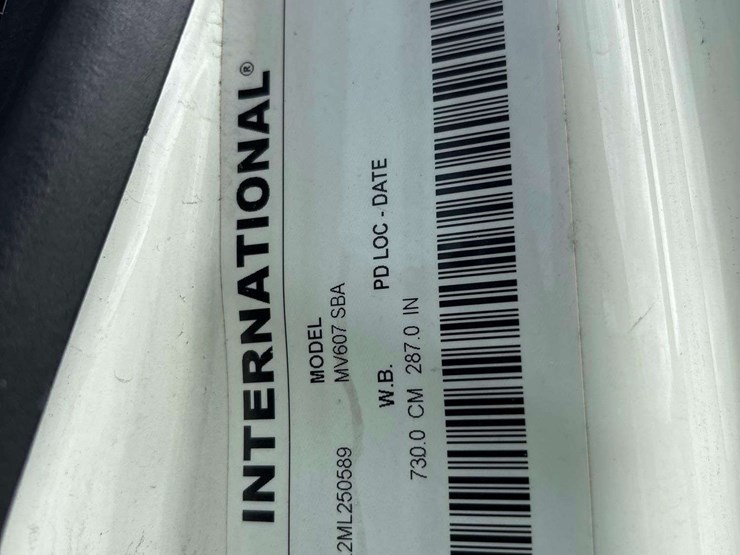 INTERNATIONAL®
MODEL
2ML250589 MV607 SBA
W.B. PD LOC - DATE
730.0 CM 287.0 IN